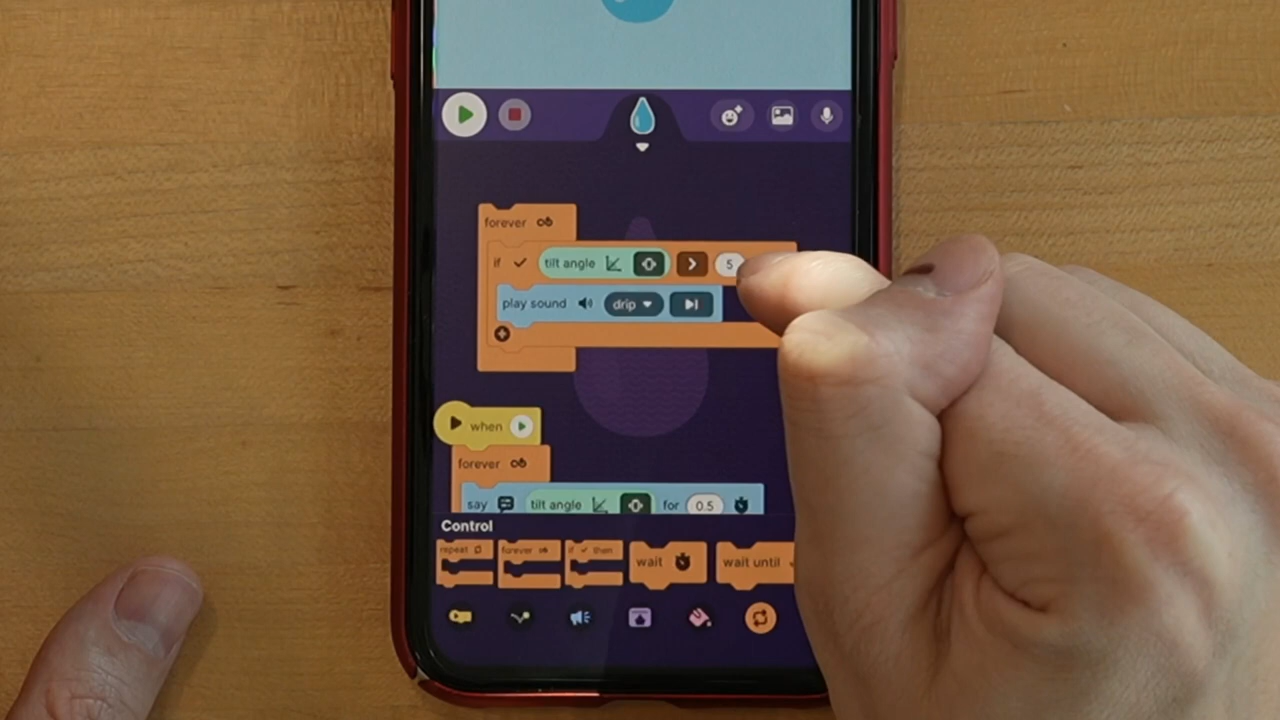 forever
if tilt angle > 5
play sound drip
when
forever
say tilt angle for 0.5
Control
repeat forever if then wait wait until